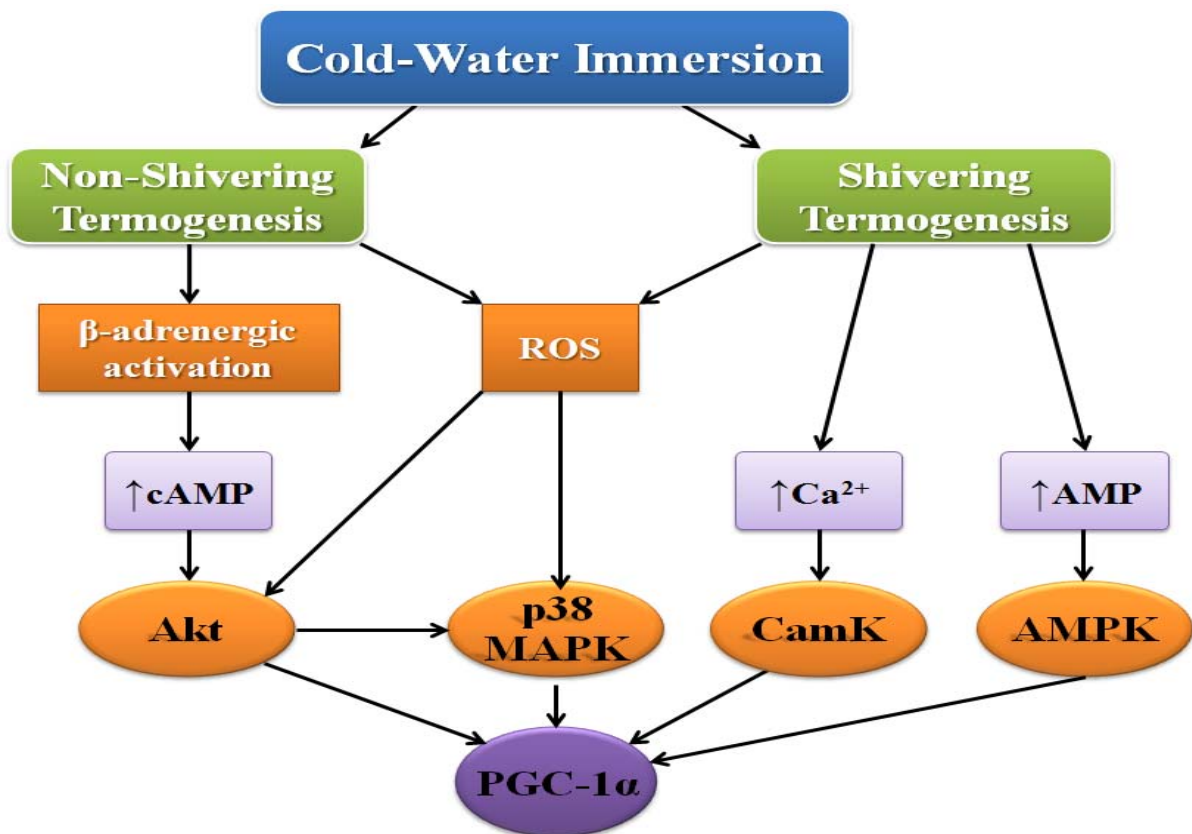 Cold-Water Immersion
Non-Shivering
Termogenesis
Shivering
Termogenesis
β-adrenergic
activation
ROS
↑cAMP
↑Ca²⁺
↑AMP
Akt
p38
MAPK
CamK
AMPK
PGC-1α